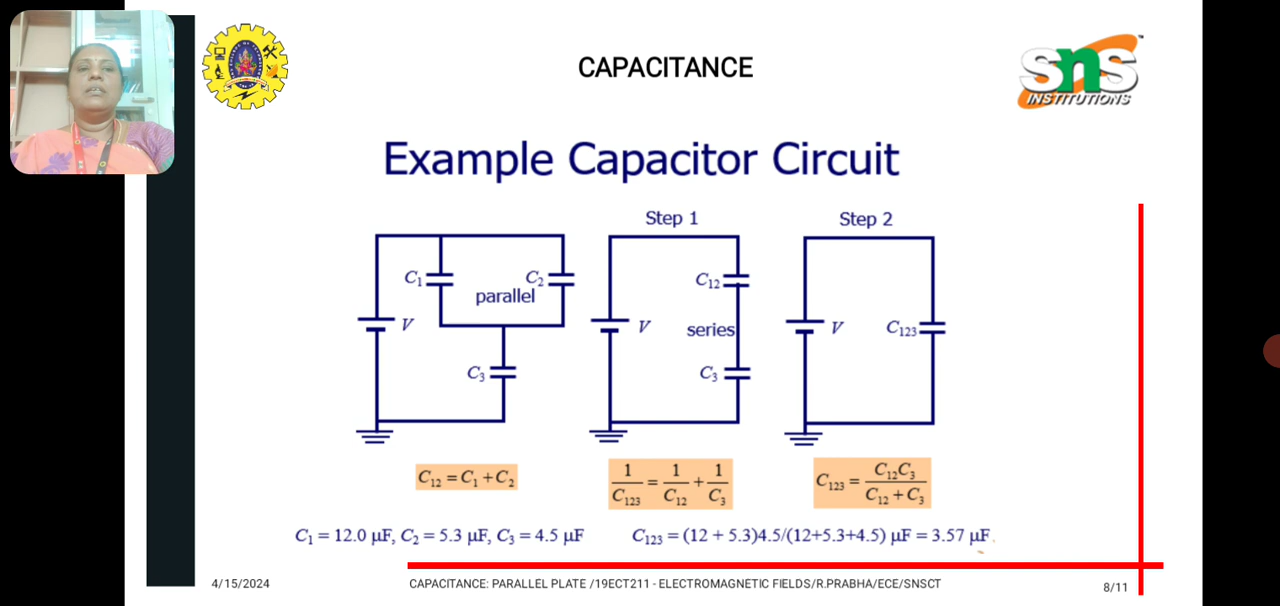 CAPACITANCE
SNS
INSTITUTIONS
Example Capacitor Circuit
Step 1
Step 2
C₁
C₂
parallel
V
C₃
C₁₂
V
series
C₃
V
C₁₂₃
C₁₂ = C₁ + C₂
1/C₁₂₃ = 1/C₁₂ + 1/C₃
C₁₂₃ = C₁₂C₃/(C₁₂ + C₃)
C₁ = 12.0 µF, C₂ = 5.3 µF, C₃ = 4.5 µF
C₁₂₃ = (12 + 5.3)4.5/(12+5.3+4.5) µF = 3.57 µF.
4/15/2024
CAPACITANCE: PARALLEL PLATE /19ECT211 - ELECTROMAGNETIC FIELDS/R.PRABHA/ECE/SNSCT
8/11